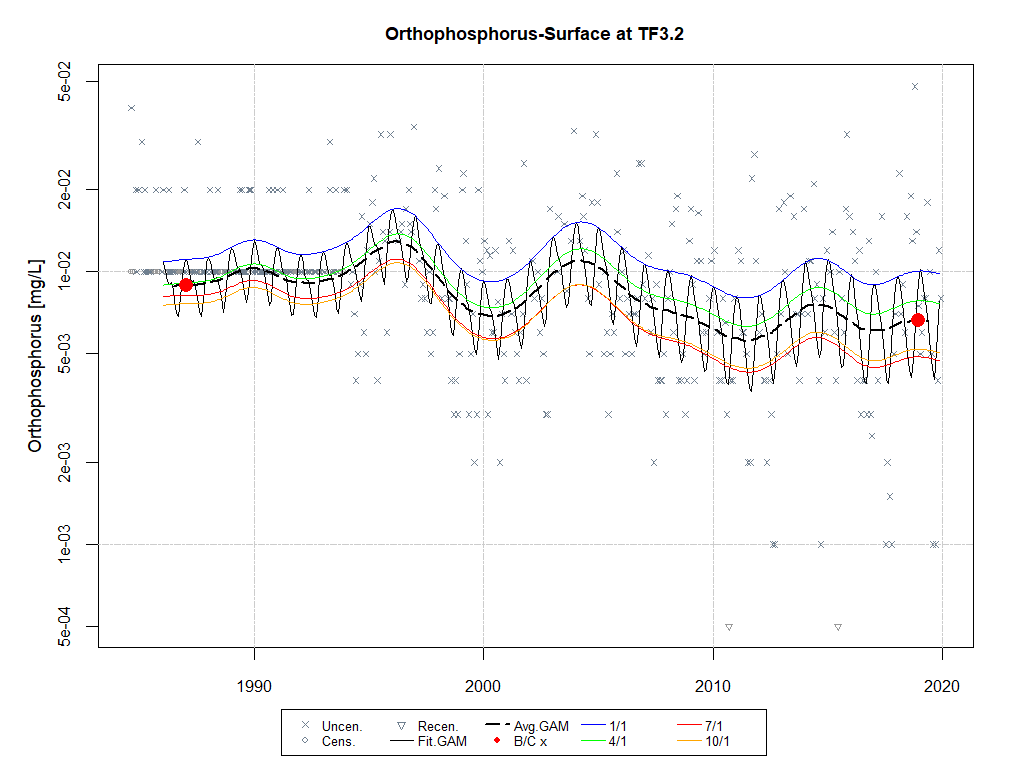 Orthophosphorus-Surface at TF3.2
Orthophosphorus [mg/L]
5e-02
2e-02
1e-02
5e-03
2e-03
1e-03
5e-04
1990 2000 2010 2020
Uncen. Recen. Avg.GAM 1/1 7/1
Cens. Fit.GAM B/C x 4/1 10/1